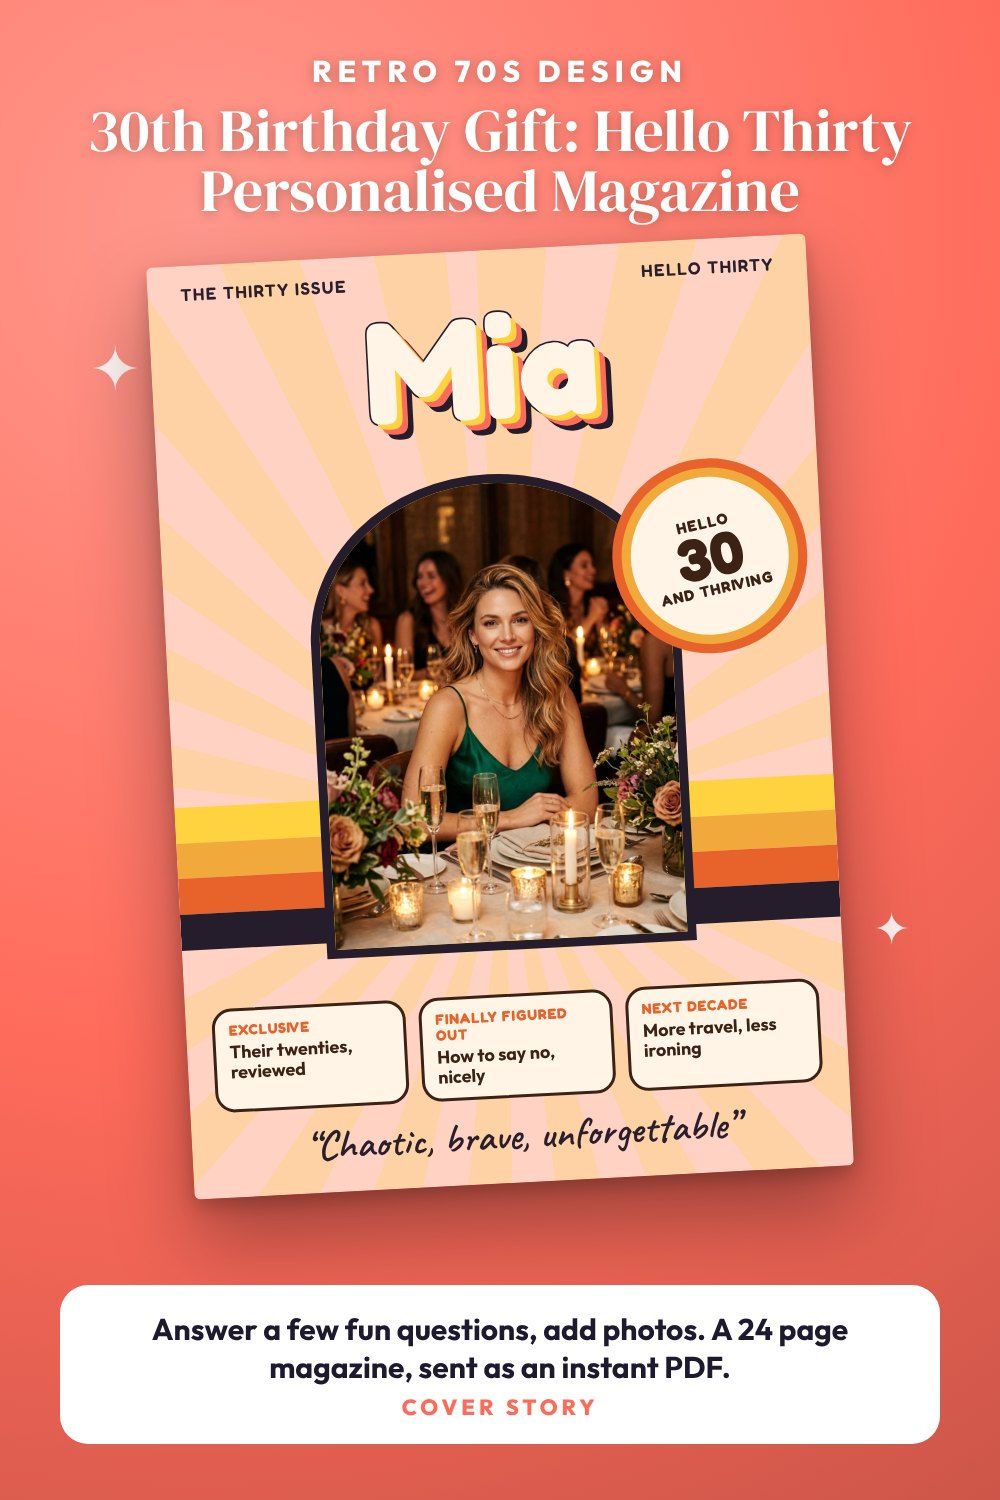 RETRO 70S DESIGN
30th Birthday Gift: Hello Thirty
Personalised Magazine
THE THIRTY ISSUE
HELLO THIRTY
Mia
HELLO
30
AND THRIVING
EXCLUSIVE
Their twenties,
reviewed
FINALLY FIGURED
OUT
How to say no,
nicely
NEXT DECADE
More travel, less
ironing
“Chaotic, brave, unforgettable”
Answer a few fun questions, add photos. A 24 page
magazine, sent as an instant PDF.
COVER STORY